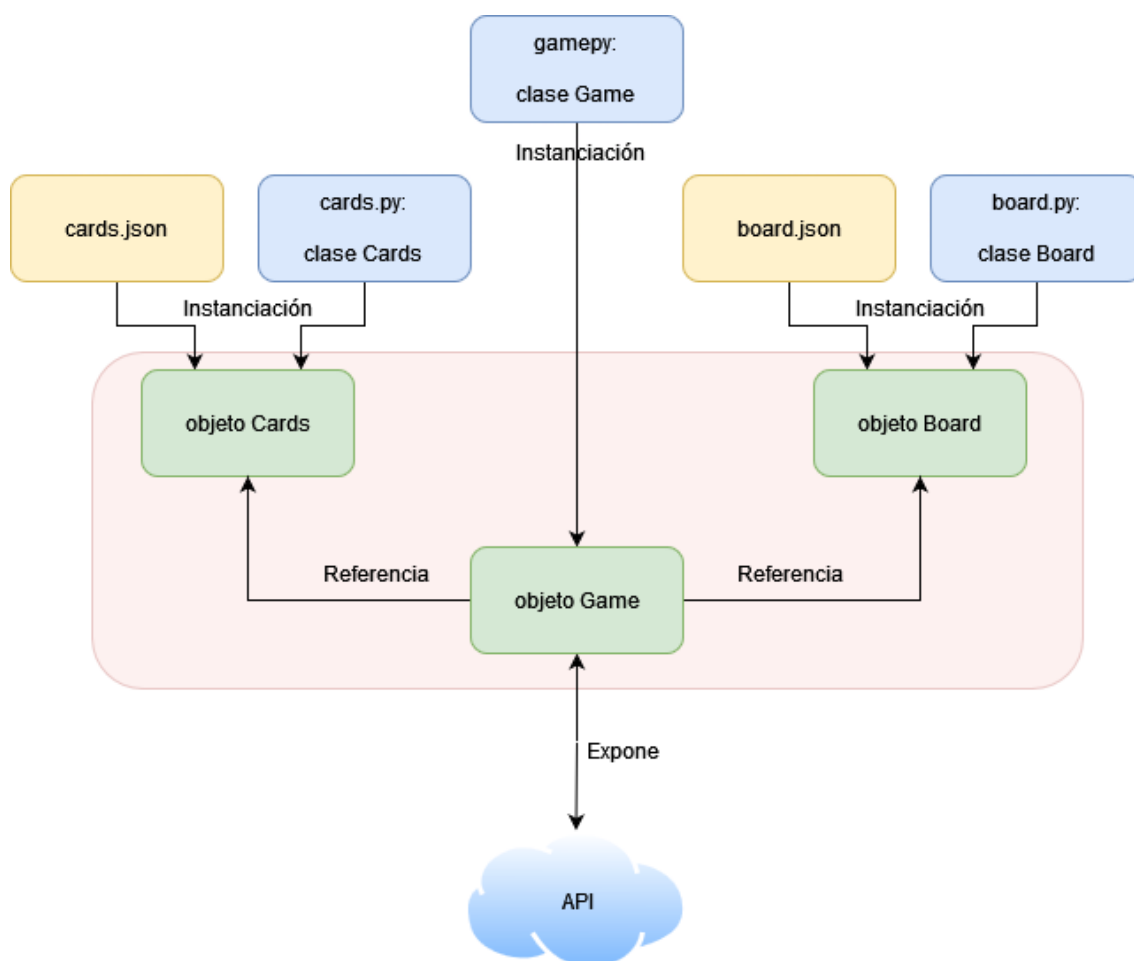 gamepy:
clase Game
Instanciación
cards.json
cards.py:
clase Cards
board.json
board.py:
clase Board
Instanciación
Instanciación
objeto Cards
objeto Board
Referencia
objeto Game
Referencia
Expone
API